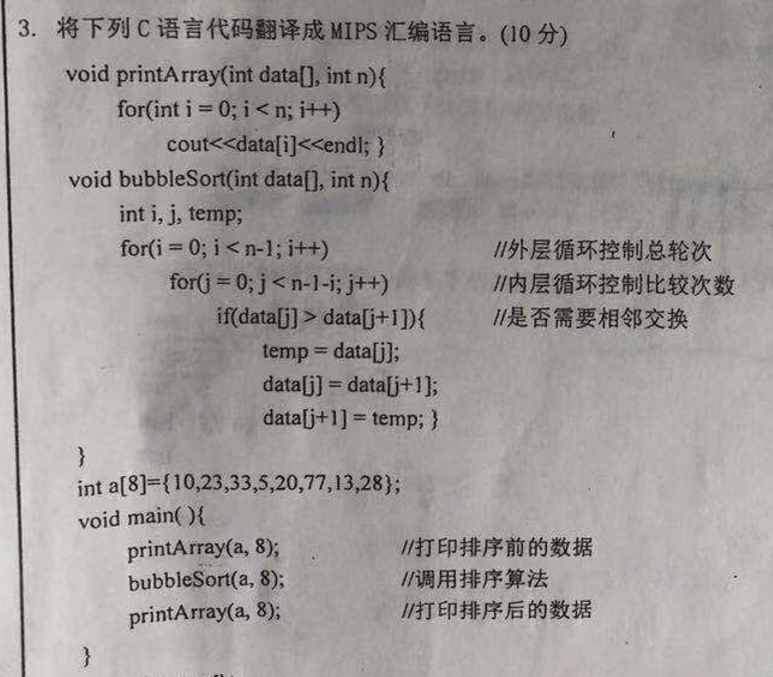 3. 将下列 C 语言代码翻译成 MIPS 汇编语言。(10 分)
void printArray(int data[], int n){
for(int i = 0; i < n; i++)
cout<<data[i]<<endl; }
void bubbleSort(int data[], int n){
int i, j, temp;
for(i = 0; i < n-1; i++) //外层循环控制总轮次
for(j = 0; j < n-1-i; j++) //内层循环控制比较次数
if(data[j] > data[j+1]){ //是否需要相邻交换
temp = data[j];
data[j] = data[j+1];
data[j+1] = temp; }
}
int a[8]={10,23,33,5,20,77,13,28};
void main( ){
printArray(a, 8); //打印排序前的数据
bubbleSort(a, 8); //调用排序算法
printArray(a, 8); //打印排序后的数据
}